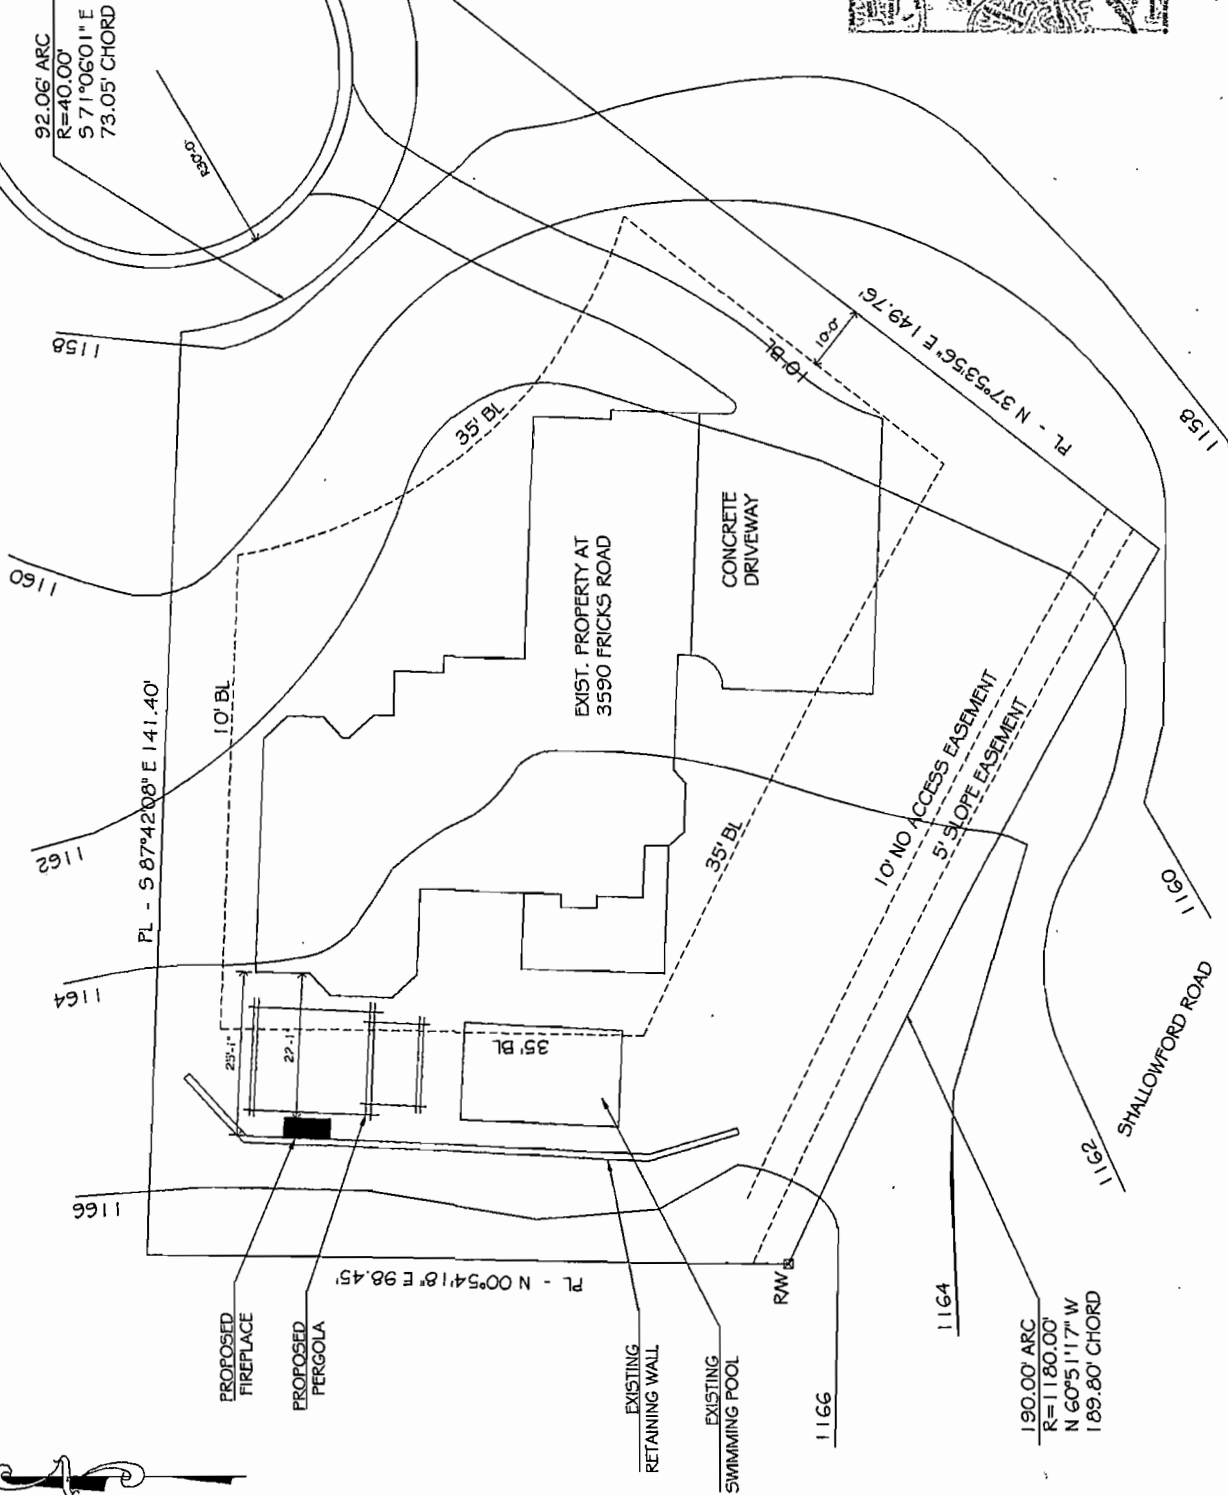 92.06' ARC
R=40.00'
S 71°06'01" E
73.05' CHORD
R30'-0"
1158
1160
1162
1164
1166
PL - S 87°42'08" E 141.40'
10' BL
35' BL
10' BL
10'-0"
PL - N 37°53'56" E 149.76'
1158
EXIST. PROPERTY AT
3590 FRICKS ROAD
CONCRETE
DRIVEWAY
35' BL
10' NO ACCESS EASEMENT
5' SLOPE EASEMENT
35' BL
25'-1"
22'-1"
1160
SHALLOWFORD ROAD
1162
1164
1166
PL - N 00°54'18" E 98.45'
R/W
PROPOSED
FIREPLACE
PROPOSED
PERGOLA
EXISTING
RETAINING WALL
EXISTING
SWIMMING POOL
190.00' ARC
R=1180.00'
N 60°51'17" W
189.80' CHORD